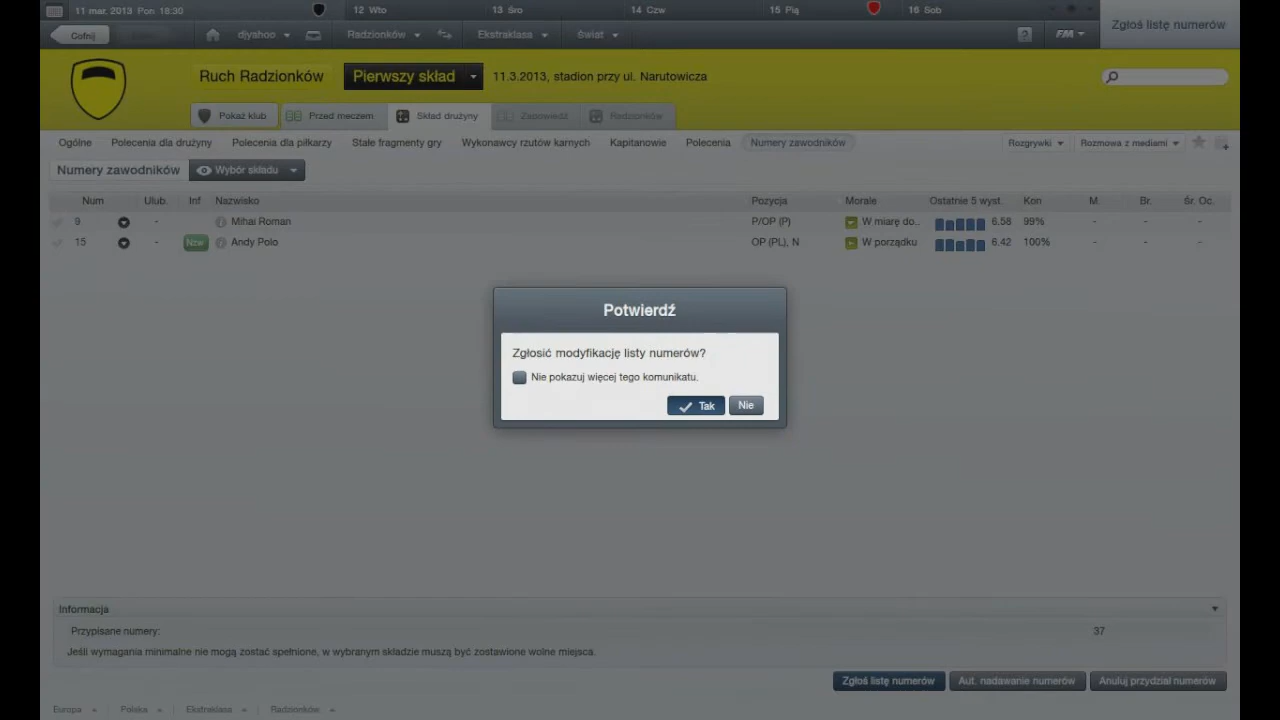 11 mar, 2013 Pon 18:30 12 Wto 13 Śro 14 Czw 15 Pią 16 Sob
Zgłoś listę numerów
Cofnij djyahoo Radzionków Ekstraklasa Świat ? FM
Ruch Radzionków Pierwszy skład 11.3.2013, stadion przy ul. Narutowicza
Pokaż klub Przed meczem Skład drużyny Zapowiedź Radzionków
Ogólne Polecenia dla drużyny Polecenia dla piłkarzy Stałe fragmenty gry Wykonawcy rzutów karnych Kapitanowie Polecenia Numery zawodników Rozgrywki Rozmowa z mediami
Numery zawodników Wybór składu
Num Ulub. Inf Nazwisko Pozycja Morale Ostatnie 5 wyst. Kon M. Br. Śr. Oc.
9 - Mihai Roman P/OP (P) W miarę do.. 6.58 99% - - -
15 - Nzw Andy Polo OP (PL), N W porządku 6.42 100% - - -
Potwierdź
Zgłosić modyfikację listy numerów?
Nie pokazuj więcej tego komunikatu.
Tak Nie
Informacja
Przypisane numery: 37
Jeśli wymagania minimalne nie mogą zostać spełnione, w wybranym składzie muszą być zostawione wolne miejsca.
Zgłoś listę numerów Aut. nadawanie numerów Anuluj przydział numerów
Europa Polska Ekstraklasa Radzionków